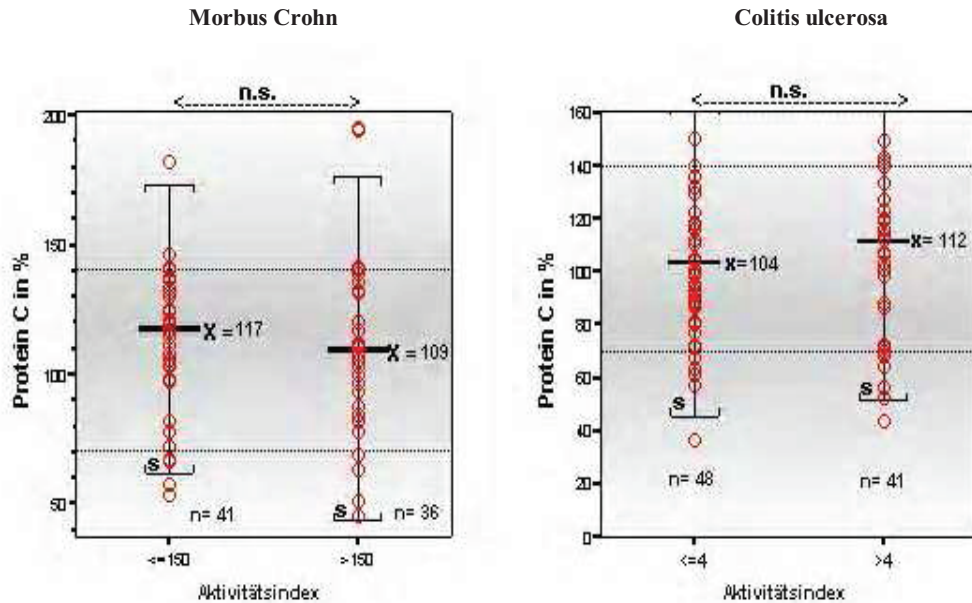 Morbus Crohn
n.s.
Protein C in %
200
150
100
50
X =117
X = 109
s
s
n= 41
n= 36
<=150
>150
Aktivitätsindex
Colitis ulcerosa
n.s.
Protein C in %
160
140
120
100
80
60
40
20
0
x= 104
x= 112
s
s
n= 48
n= 41
<=4
>4
Aktivitätsindex